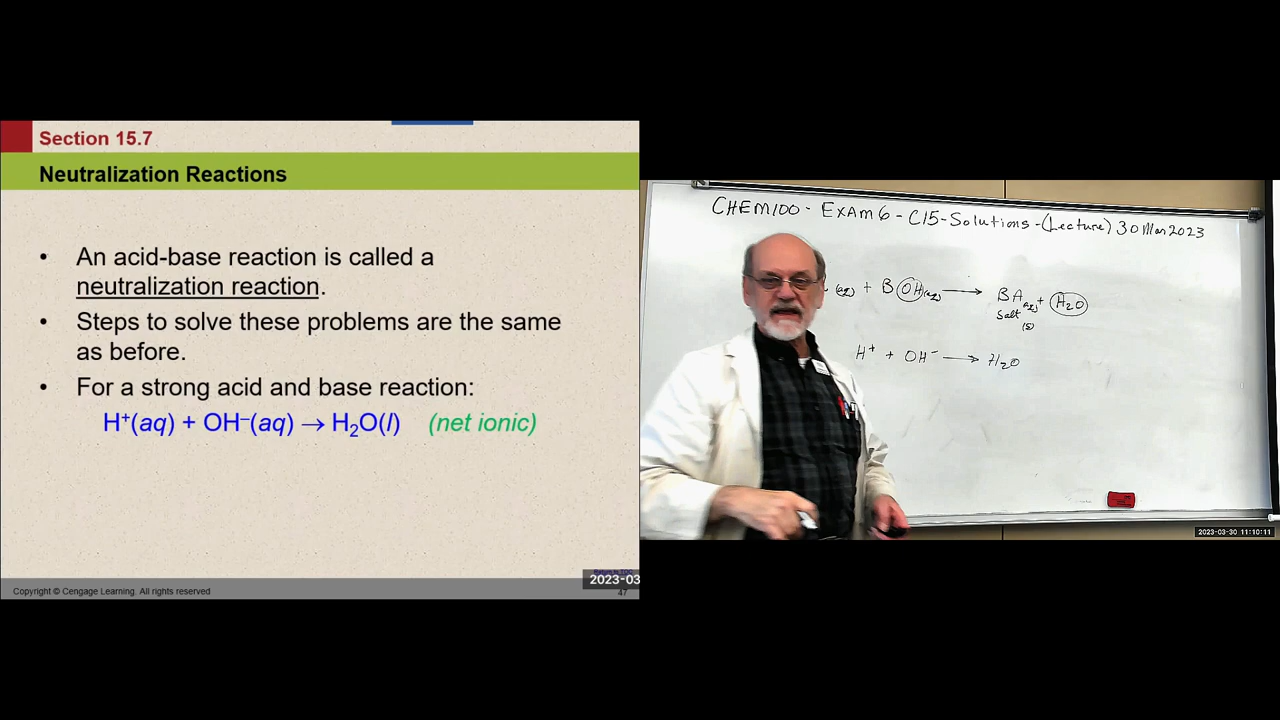 Section 15.7
Neutralization Reactions
• An acid-base reaction is called a
neutralization reaction.
• Steps to solve these problems are the same
as before.
• For a strong acid and base reaction:
H⁺(aq) + OH⁻(aq) → H₂O(l) (net ionic)
Copyright © Cengage Learning. All rights reserved
2023-03
47
CHEM100 - EXAM 6 - C15 - Solutions - (Lecture) 30 Mar 2023
(aq) + BOH(aq) → BA(aq) + H₂O
Salt
(s)
H⁺ + OH⁻ → H₂O
2023-03-30 11:10:11